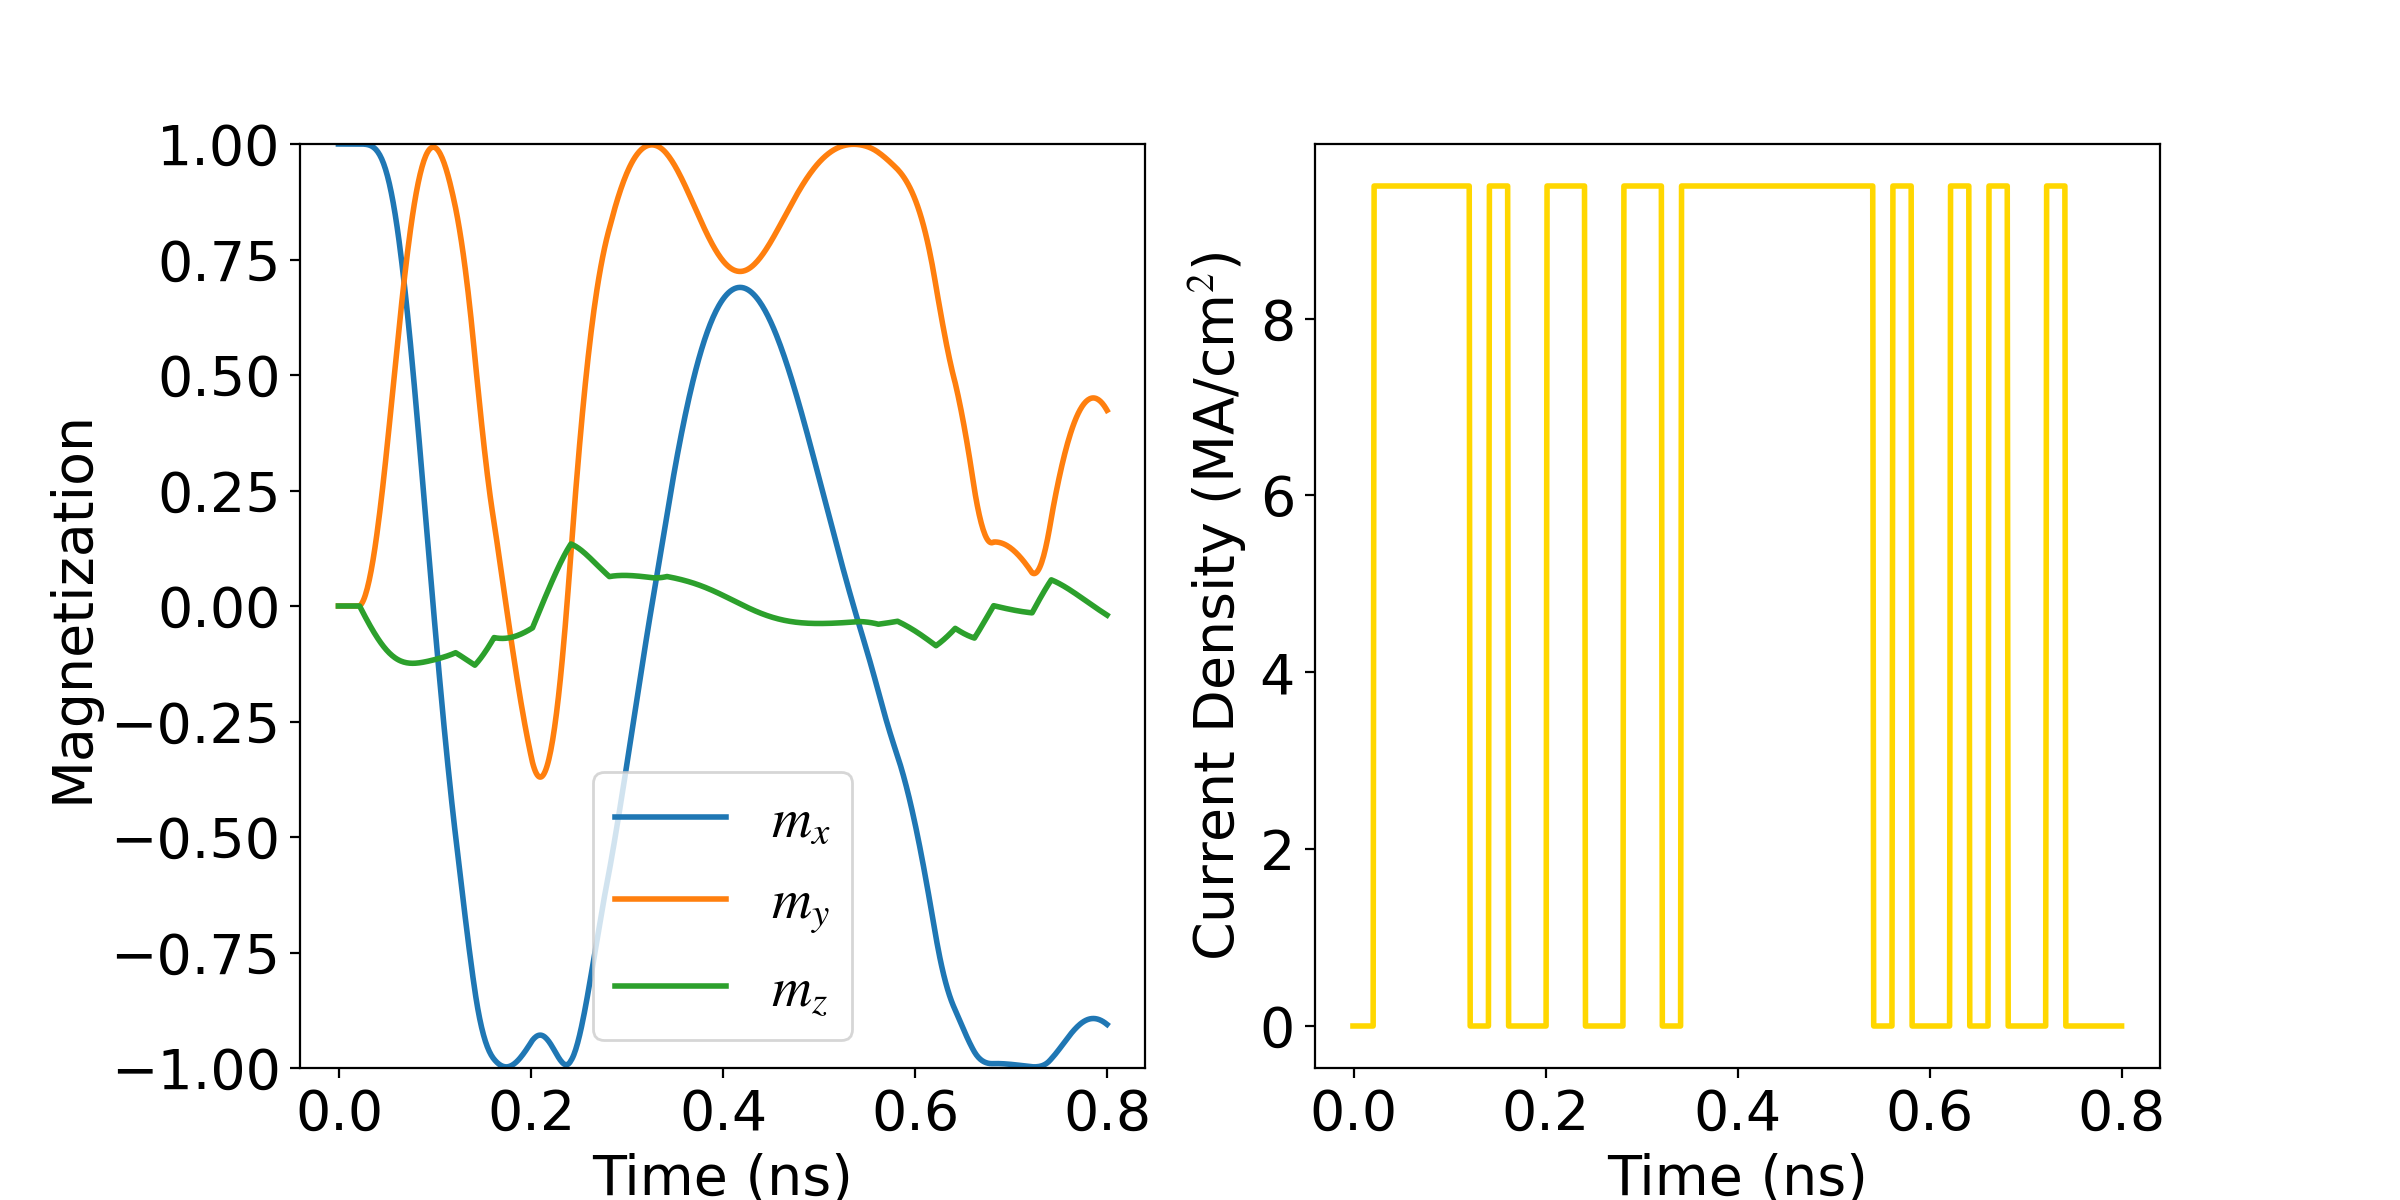 Magnetization
1.00
0.75
0.50
0.25
0.00
−0.25
−0.50
−0.75
−1.00
0.0 0.2 0.4 0.6 0.8
Time (ns)
m_x
m_y
m_z
Current Density (MA/cm²)
8
6
4
2
0
0.0 0.2 0.4 0.6 0.8
Time (ns)